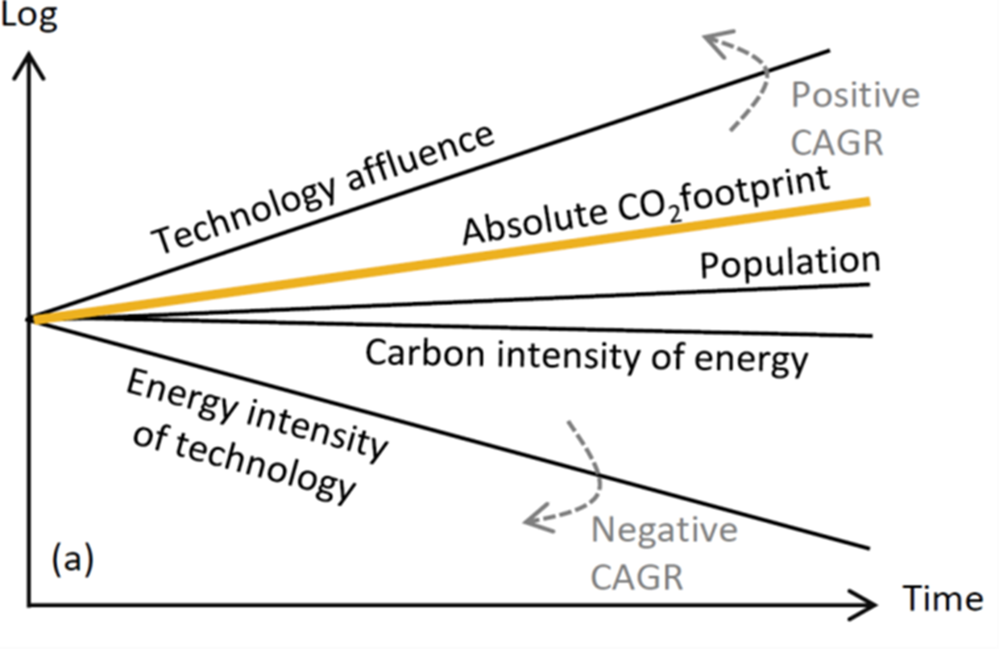 Log
Positive
CAGR
Technology affluence
Absolute CO₂footprint
Population
Carbon intensity of energy
Energy intensity
of technology
Negative
CAGR
(a)
Time